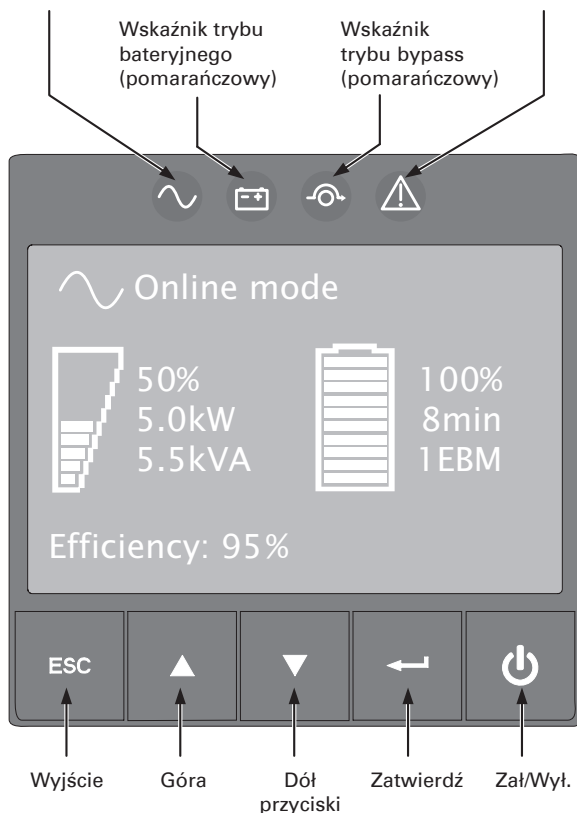 Wskaźnik trybu
bateryjnego
(pomarańczowy)
Wskaźnik
trybu bypass
(pomarańczowy)
Online mode
50%
5.0kW
5.5kVA
100%
8min
1EBM
Efficiency: 95%
ESC
Wyjście
Góra
Dół
przyciski
Zatwierdź
Zał/Wył.